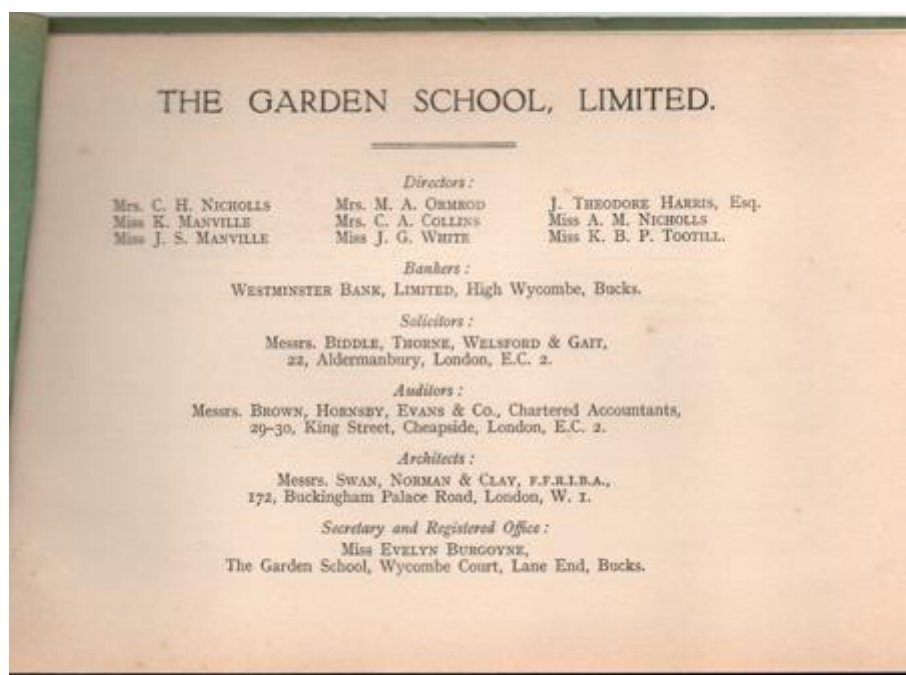 THE GARDEN SCHOOL, LIMITED.
Directors :
Mrs. C. H. NICHOLLS Mrs. M. A. ORMROD J. THEODORE HARRIS, Esq.
Miss K. MANVILLE Mrs. C. A. COLLINS Miss A. M. NICHOLLS
Miss J. S. MANVILLE Miss J. G. WHITE Miss K. B. P. TOOTILL.
Bankers :
WESTMINSTER BANK, LIMITED, High Wycombe, Bucks.
Solicitors :
Messrs. BIDDLE, THORNE, WELSFORD & GAIT,
22, Aldermanbury, London, E.C. 2.
Auditors :
Messrs. BROWN, HORNSBY, EVANS & Co., Chartered Accountants,
29-30, King Street, Cheapside, London, E.C. 2.
Architects :
Messrs. SWAN, NORMAN & CLAY, F.F.R.I.B.A.,
172, Buckingham Palace Road, London, W. 1.
Secretary and Registered Office :
Miss EVELYN BURGOYNE,
The Garden School, Wycombe Court, Lane End, Bucks.